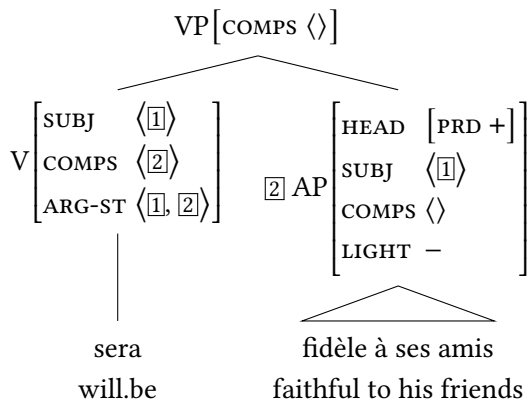 VP[COMPS ⟨⟩]
V[SUBJ ⟨1⟩
COMPS ⟨2⟩
ARG-ST ⟨1, 2⟩]
2 AP[HEAD [PRD +]
SUBJ ⟨1⟩
COMPS ⟨⟩
LIGHT −]
sera
will.be
fidèle à ses amis
faithful to his friends